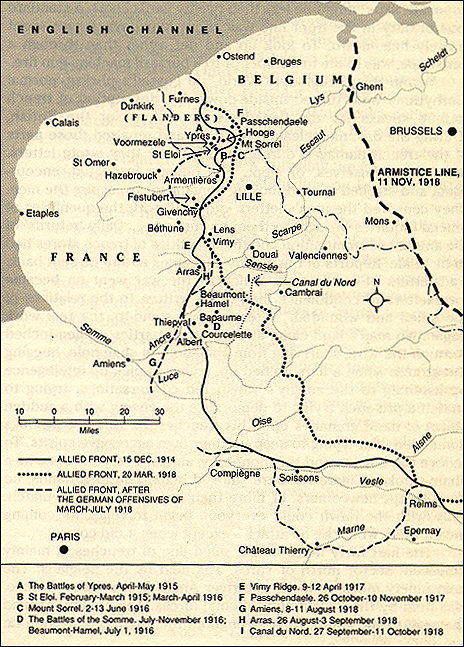 ENGLISH CHANNEL
Ostend
Bruges
Scheldt
BELGIUM
Ghent
Dunkirk
Furnes
Lys
(FLANDERS)
A
F
Passchendaele
Calais
Ypres
Hooge
Escaut
BRUSSELS
Voormezele
Mt Sorrel
St Eloi
B
C
St Omer
Hazebrouck
Armentières
ARMISTICE LINE,
11 NOV. 1918
LILLE
Tournai
Festubert
Etaples
Givenchy
Béthune
Mons
Lens
Scarpe
E
Vimy
Douai
Valenciennes
FRANCE
Sensée
Arras
H
I
Canal du Nord
Cambrai
N
Beaumont-
Hamel
Bapaume
Thiepval
D
Somme
Ancre
Courcelette
Albert
Amiens
G
Luce
10 0 10 20 30
Miles
Oise
Aisne
ALLIED FRONT, 15 DEC. 1914
ALLIED FRONT, 20 MAR. 1918
ALLIED FRONT, AFTER
THE GERMAN OFFENSIVES OF
MARCH-JULY 1918
Compiègne
Soissons
Vesle
Reims
Marne
Epernay
PARIS
Château Thierry
A The Battles of Ypres. April-May 1915
B St Eloi. February-March 1915; March-April 1916
C Mount Sorrel. 2-13 June 1916
D The Battles of the Somme. July-November 1916;
Beaumont-Hamel, July 1, 1916
E Vimy Ridge. 9-12 April 1917
F Passchendaele. 26 October-10 November 1917
G Amiens. 8-11 August 1918
H Arras. 26 August-3 September 1918
I Canal du Nord. 27 September-11 October 1918